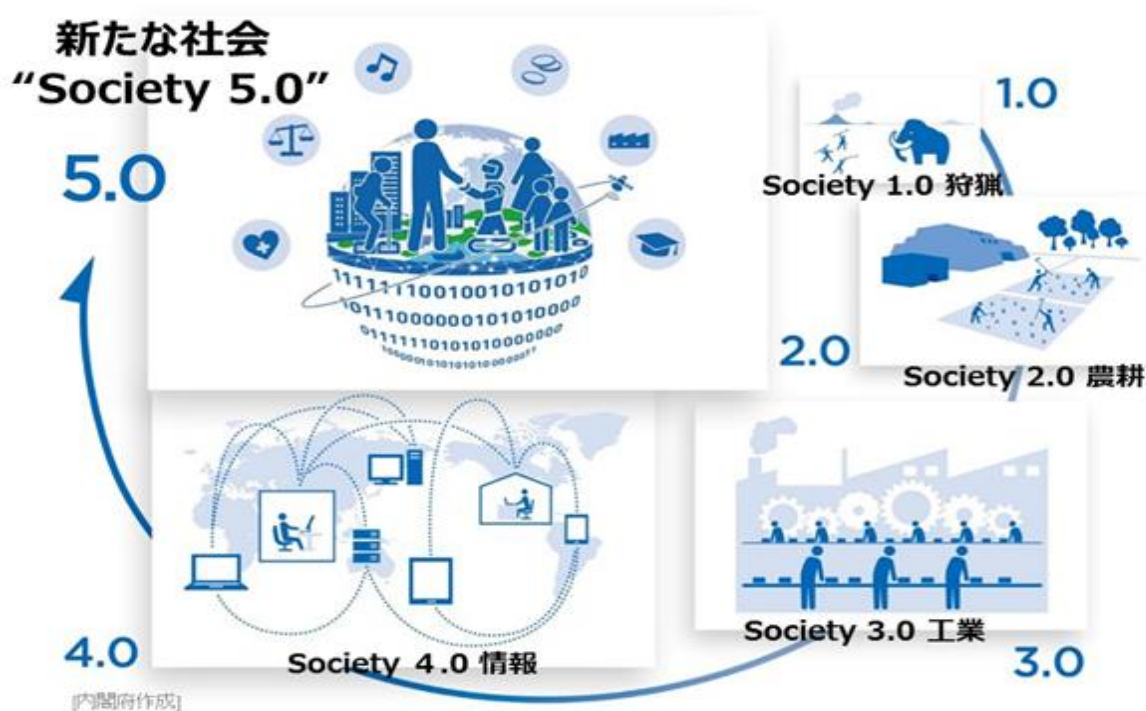 新たな社会
“Society 5.0”
5.0
1.0
Society 1.0 狩猟
2.0
Society 2.0 農耕
Society 3.0 工業
3.0
4.0
Society 4.0 情報
[内閣府作成]
1111111001001010101010